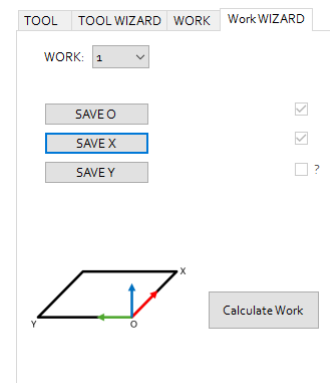 TOOL TOOL WIZARD WORK Work WIZARD
WORK: 1
SAVE O
SAVE X
SAVE Y ?
X
Calculate Work
Y O